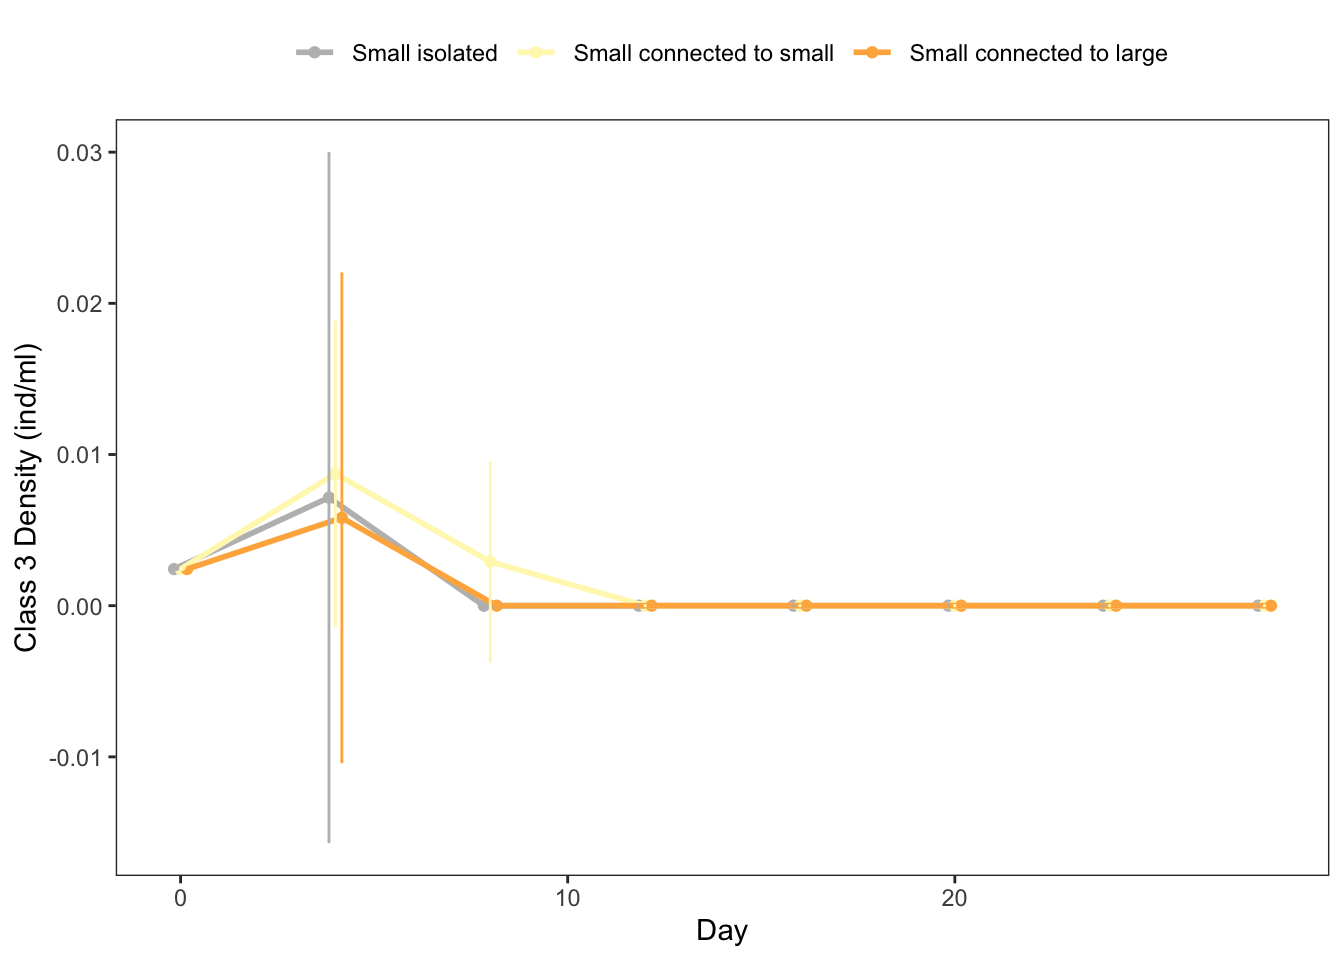 Small isolated Small connected to small Small connected to large
Class 3 Density (ind/ml)
0.03
0.02
0.01
0.00
-0.01
0 10 20
Day